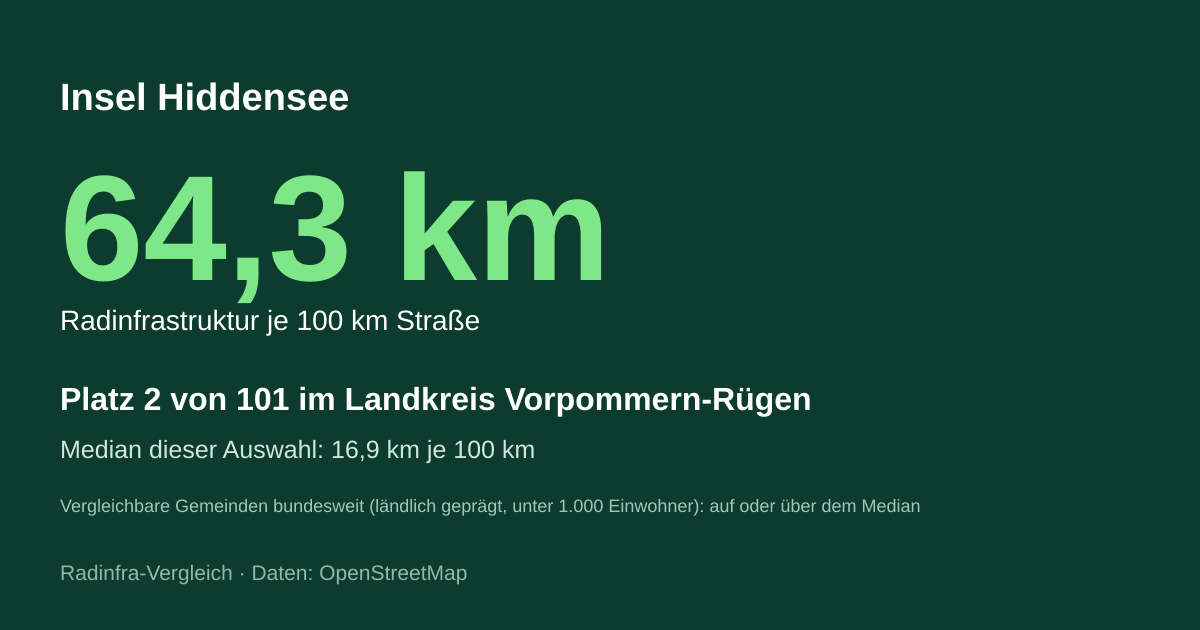 Insel Hiddensee
64,3 km
Radinfrastruktur je 100 km Straße
Platz 2 von 101 im Landkreis Vorpommern-Rügen
Median dieser Auswahl: 16,9 km je 100 km
Vergleichbare Gemeinden bundesweit (ländlich geprägt, unter 1.000 Einwohner): auf oder über dem Median
Radinfra-Vergleich · Daten: OpenStreetMap